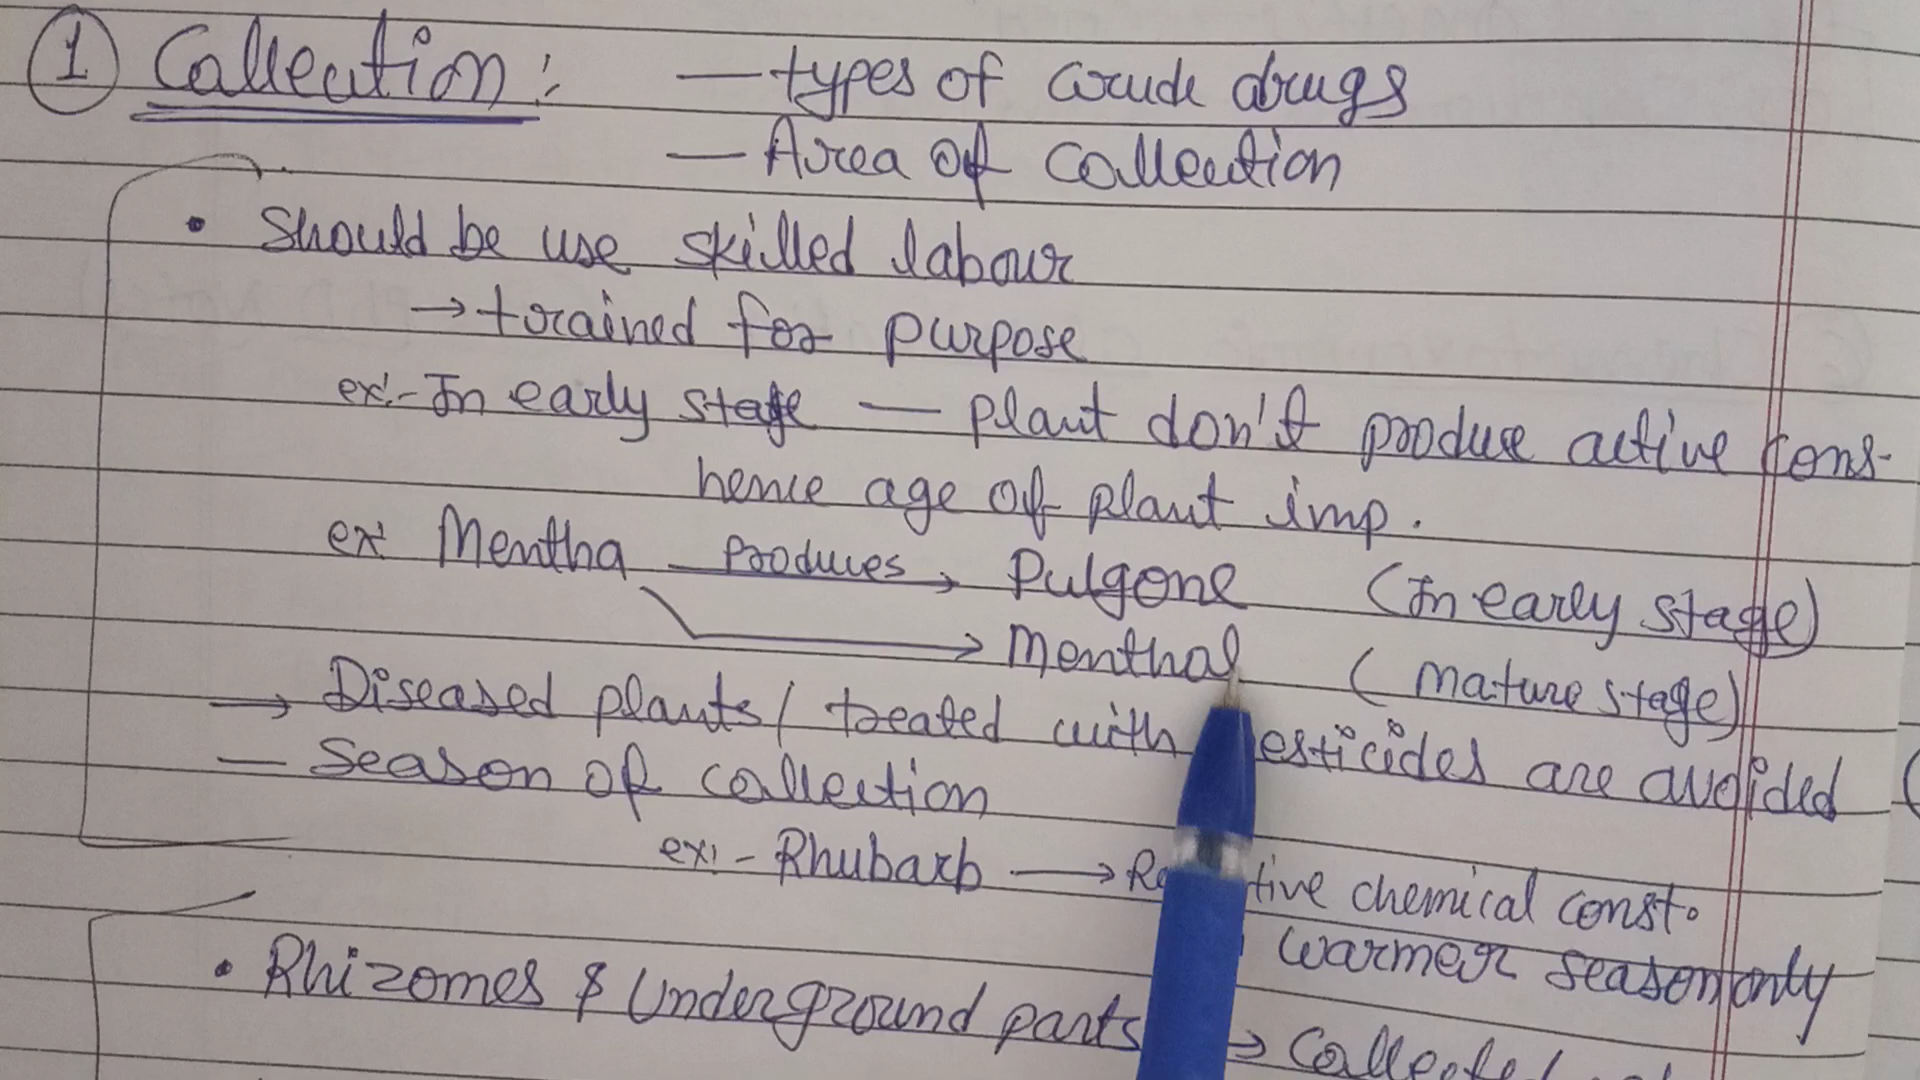 ① Collection :- — types of crude drugs
— Area of collection
• Should be use skilled labour
→ trained for purpose
ex:- In early stage — plant don't produce active cons.
hence age of plant imp.
ex: Mentha produces → Pulgone (In early stage)
→ Menthol (mature stage)
→ Diseased plants / treated with esticides are avoided
— Season of collection
ex:- Rhubarb → chemical const.
warmer season only
• Rhizomes & Underground parts → Collected